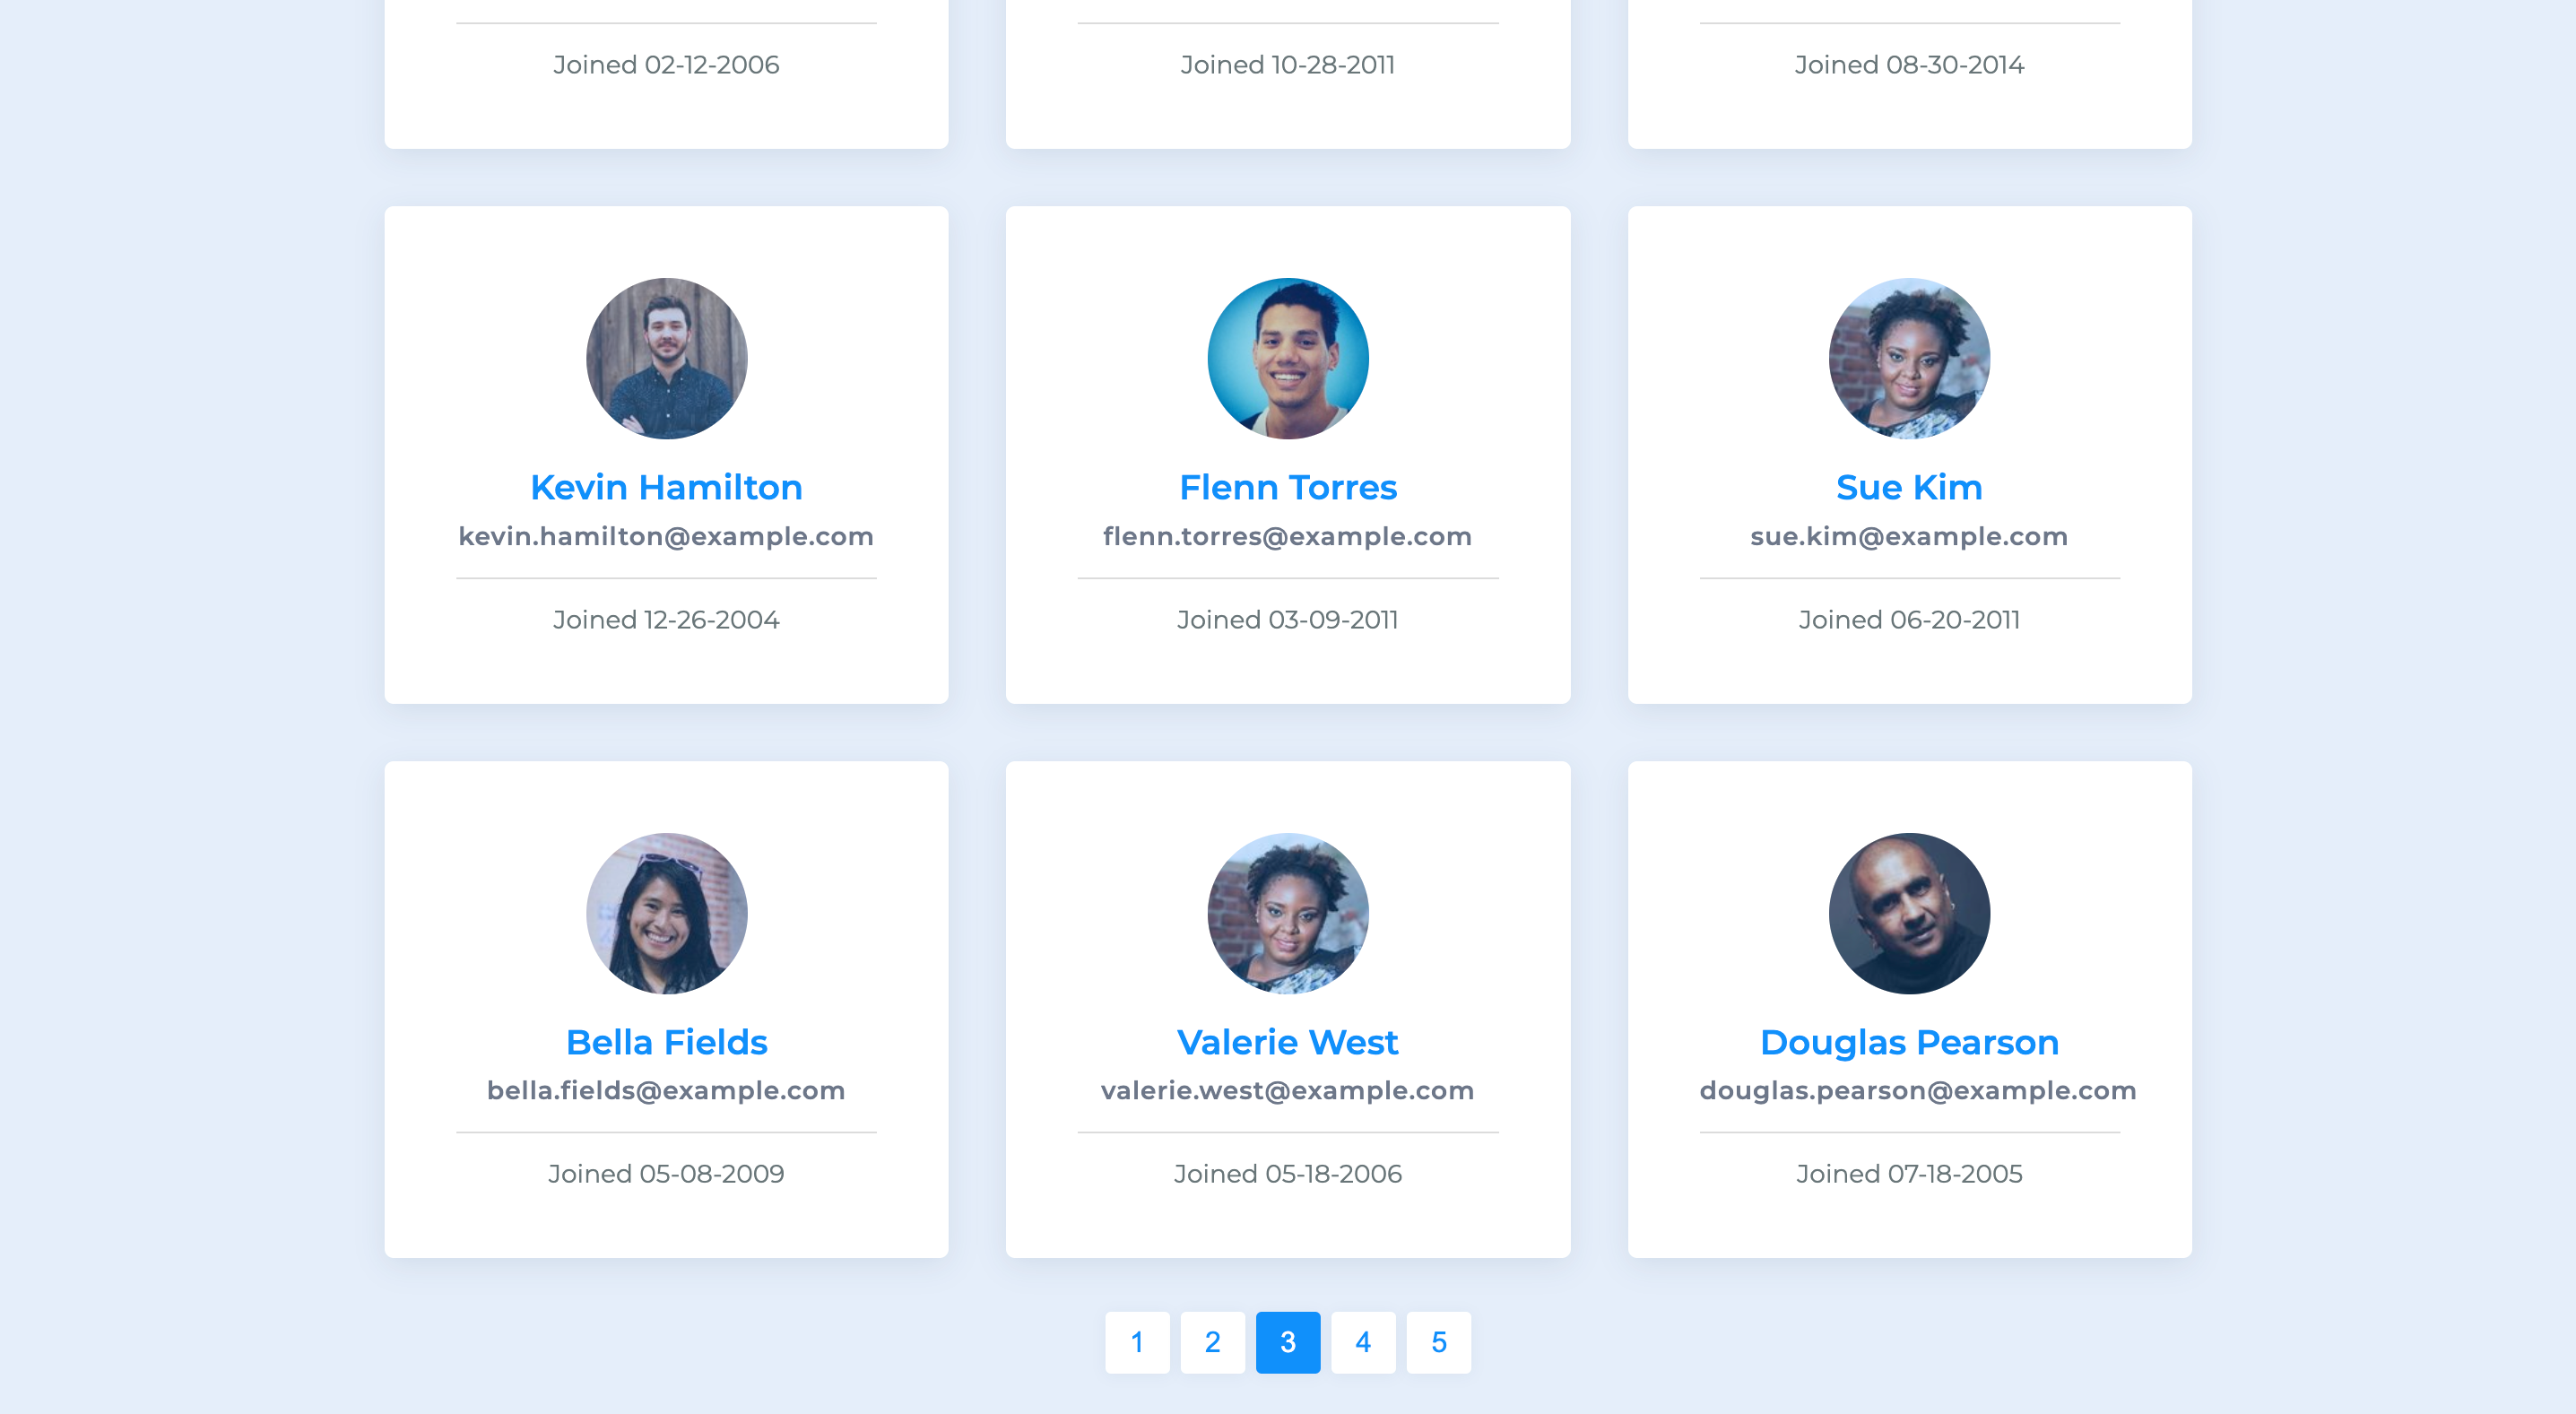 Joined 02-12-2006
Joined 10-28-2011
Joined 08-30-2014
Kevin Hamilton
kevin.hamilton@example.com
Joined 12-26-2004
Flenn Torres
flenn.torres@example.com
Joined 03-09-2011
Sue Kim
sue.kim@example.com
Joined 06-20-2011
Bella Fields
bella.fields@example.com
Joined 05-08-2009
Valerie West
valerie.west@example.com
Joined 05-18-2006
Douglas Pearson
douglas.pearson@example.com
Joined 07-18-2005
1 2 3 4 5